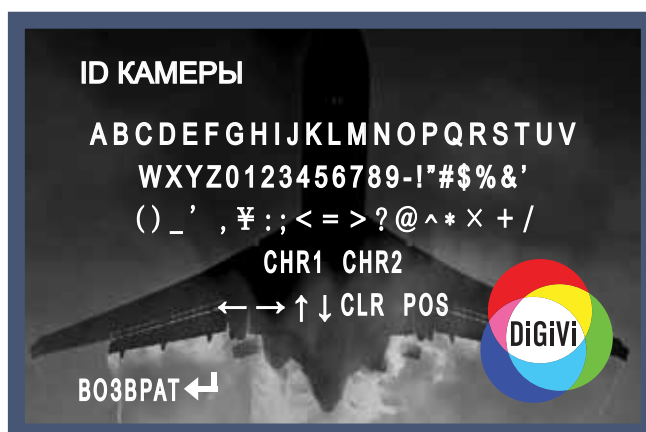 ID КАМЕРЫ
ABCDEFGHIJKLMNOPQRSTUV
WXYZ0123456789-!"#$%&'
()_' ,¥:;<=>?@^*×+/
CHR1 CHR2
←→↑↓CLR POS
DiGiVi
ВОЗВРАТ↵